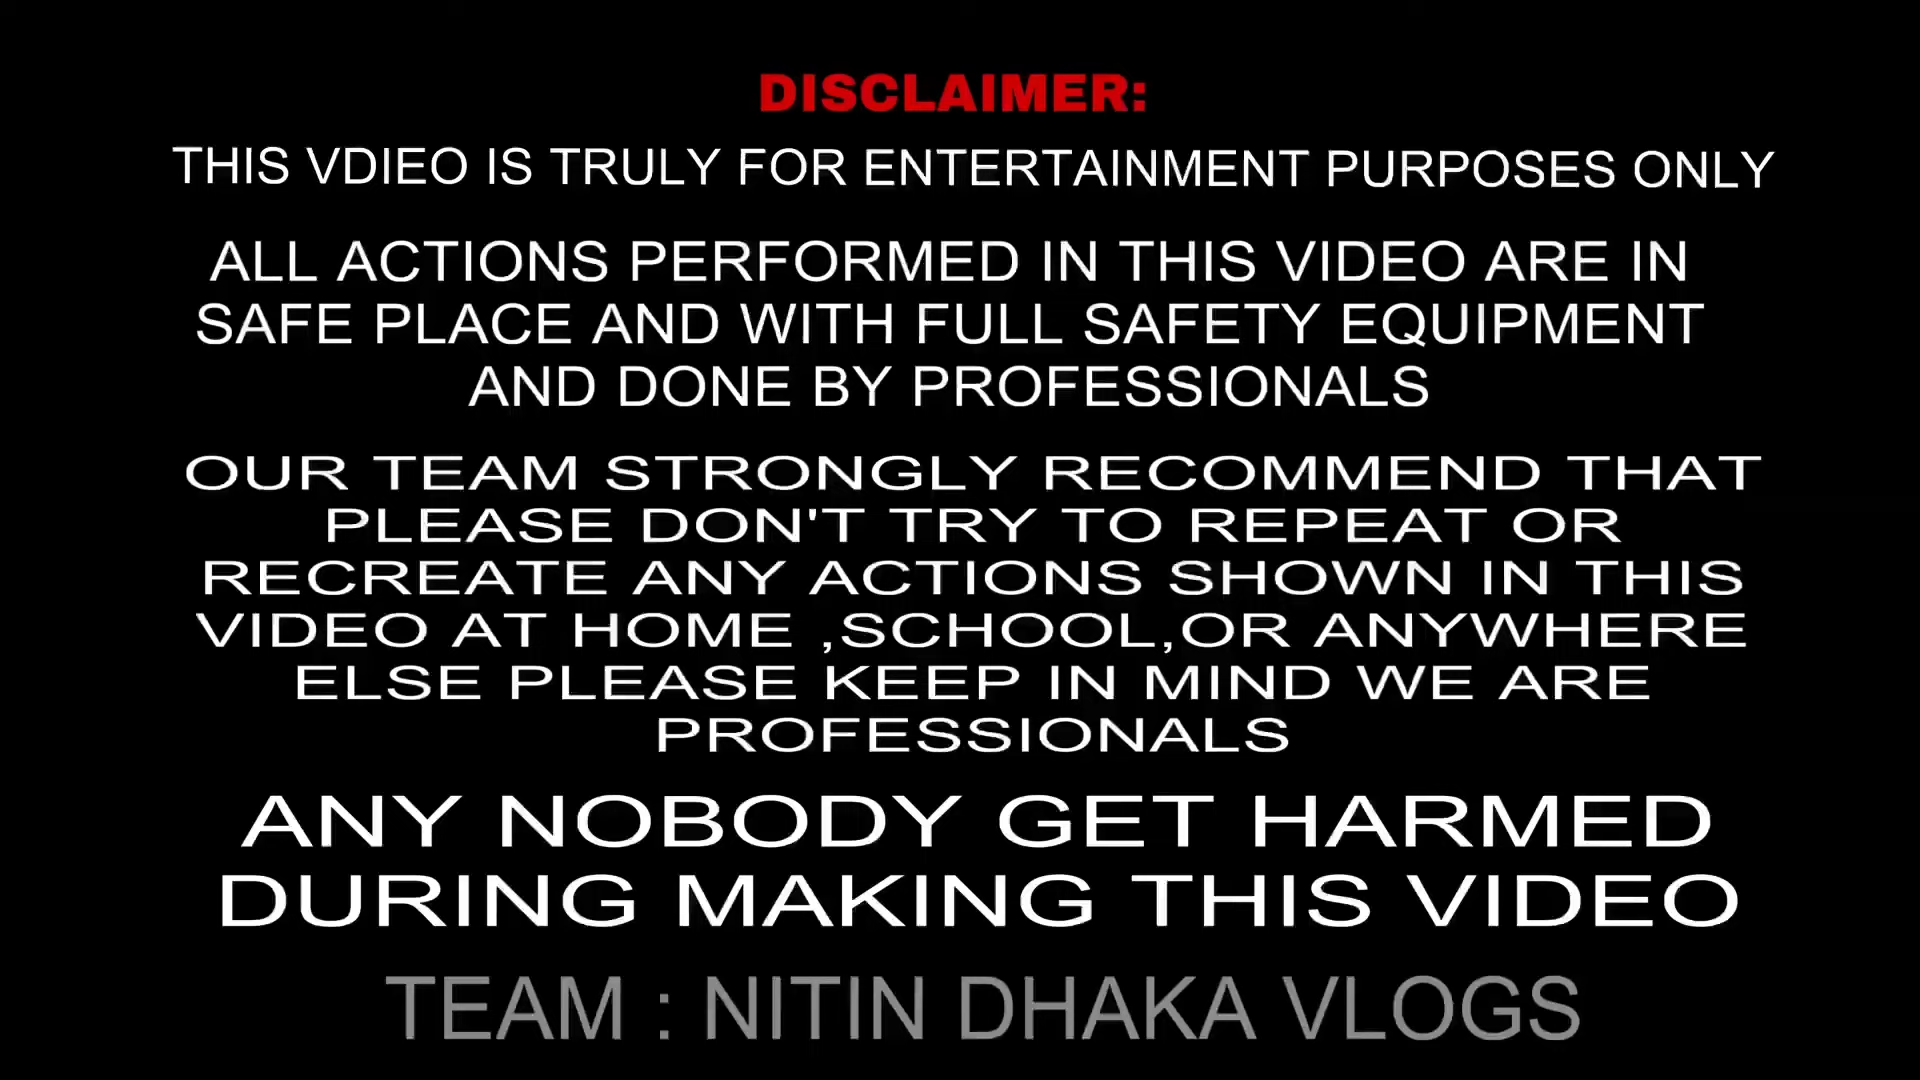 DISCLAIMER:
THIS VDIEO IS TRULY FOR ENTERTAINMENT PURPOSES ONLY
ALL ACTIONS PERFORMED IN THIS VIDEO ARE IN
SAFE PLACE AND WITH FULL SAFETY EQUIPMENT
AND DONE BY PROFESSIONALS
OUR TEAM STRONGLY RECOMMEND THAT
PLEASE DON'T TRY TO REPEAT OR
RECREATE ANY ACTIONS SHOWN IN THIS
VIDEO AT HOME ,SCHOOL,OR ANYWHERE
ELSE PLEASE KEEP IN MIND WE ARE
PROFESSIONALS
ANY NOBODY GET HARMED
DURING MAKING THIS VIDEO
TEAM : NITIN DHAKA VLOGS